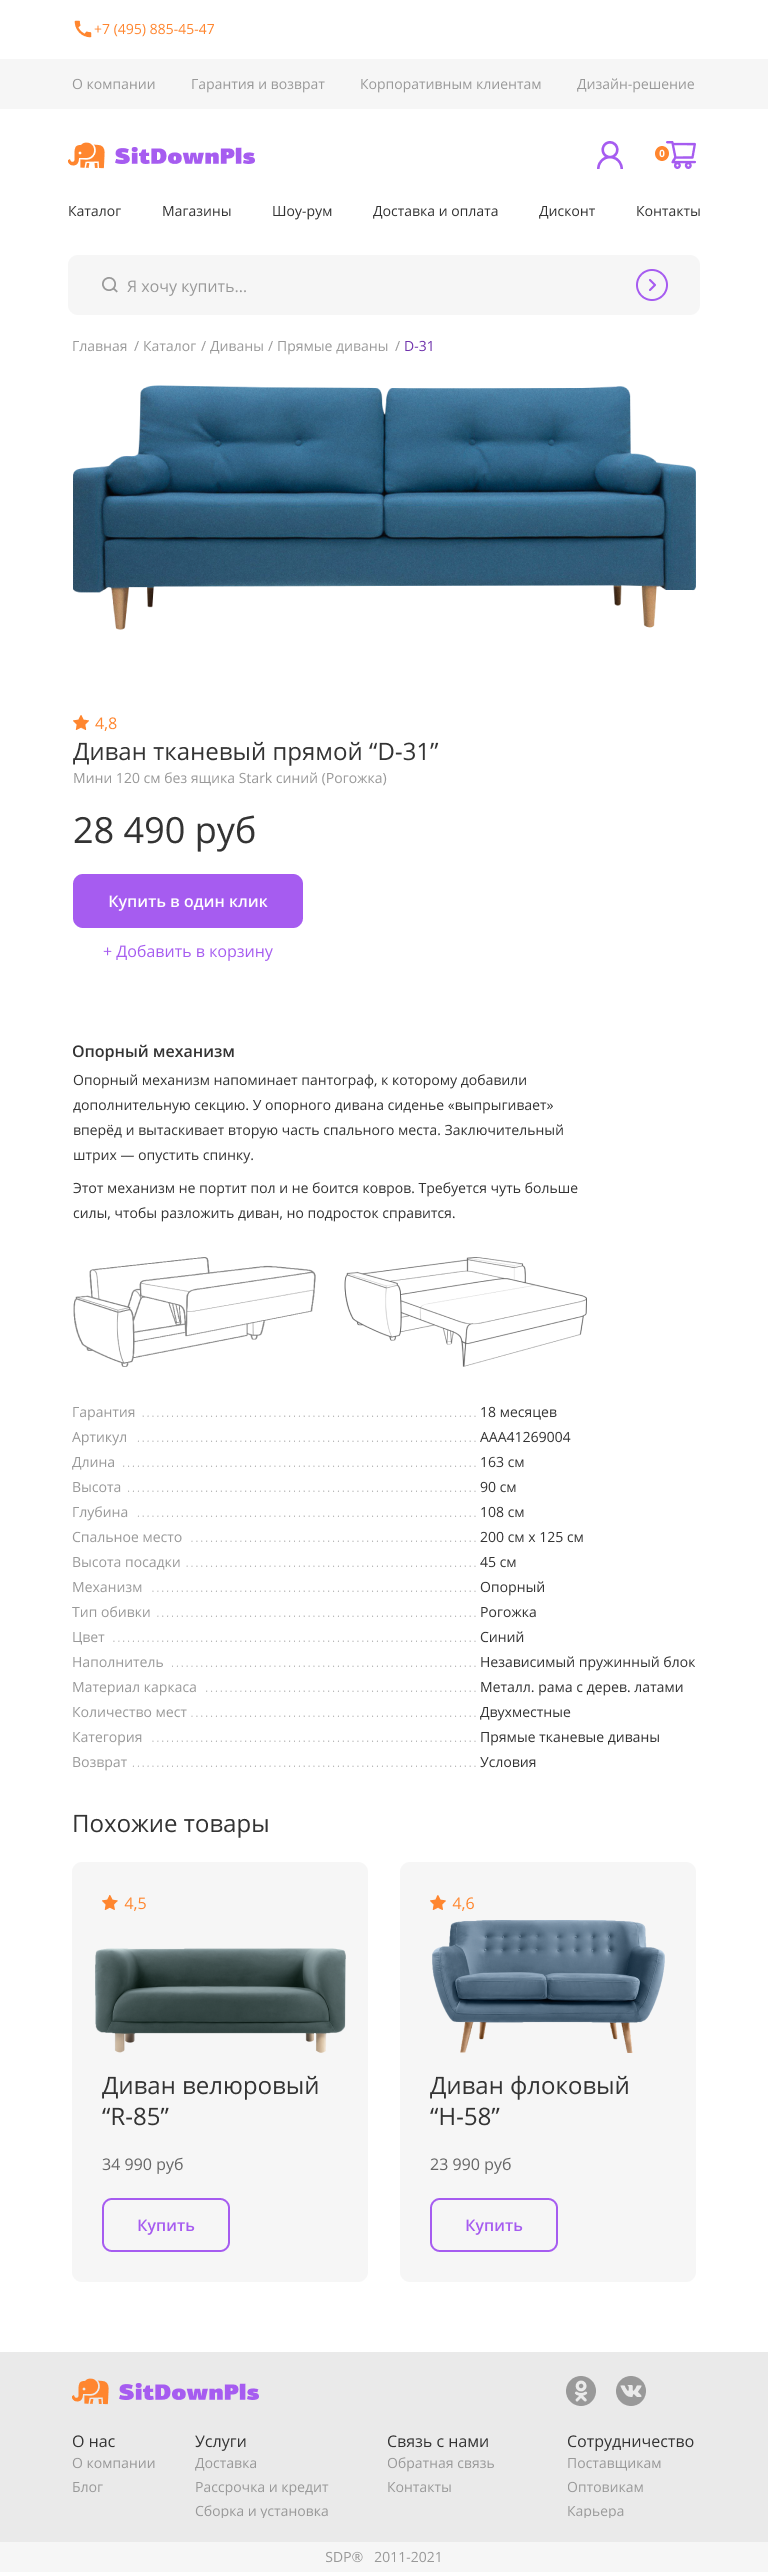 +7 (495) 885-45-47
О компании Гарантия и возврат Корпоративным клиентам Дизайн-решение
SitDownPls
0
Каталог Магазины Шоу-рум Доставка и оплата Дисконт Контакты
Я хочу купить...
Главная / Каталог / Диваны / Прямые диваны / D-31
4,8
Диван тканевый прямой “D-31”
Мини 120 см без ящика Stark синий (Рогожка)
28 490 руб
Купить в один клик
+ Добавить в корзину
Опорный механизм
Опорный механизм напоминает пантограф, к которому добавили
дополнительную секцию. У опорного дивана сиденье «выпрыгивает»
вперёд и вытаскивает вторую часть спального места. Заключительный
штрих — опустить спинку.
Этот механизм не портит пол и не боится ковров. Требуется чуть больше
силы, чтобы разложить диван, но подросток справится.
Гарантия 18 месяцев
Артикул AAA41269004
Длина 163 см
Высота 90 см
Глубина 108 см
Спальное место 200 см x 125 см
Высота посадки 45 см
Механизм Опорный
Тип обивки Рогожка
Цвет Синий
Наполнитель Независимый пружинный блок
Материал каркаса Металл. рама с дерев. латами
Количество мест Двухместные
Категория Прямые тканевые диваны
Возврат Условия
Похожие товары
4,5
Диван велюровый
“R-85”
34 990 руб
Купить
4,6
Диван флоковый
“H-58”
23 990 руб
Купить
SitDownPls
О нас Услуги Связь с нами Сотрудничество
О компании Доставка Обратная связь Поставщикам
Блог Рассрочка и кредит Контакты Оптовикам
Сборка и установка Карьера
SDP® 2011-2021